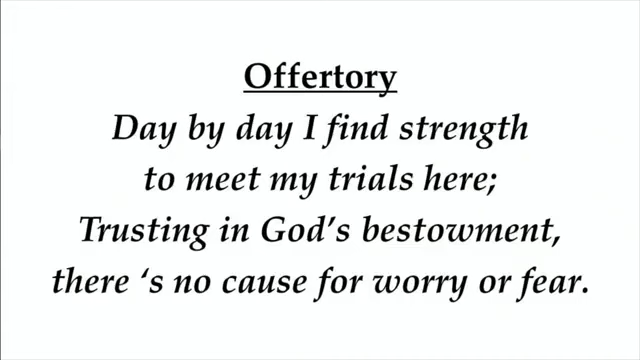 Offertory
Day by day I find strength
to meet my trials here;
Trusting in God’s bestowment,
there ‘s no cause for worry or fear.